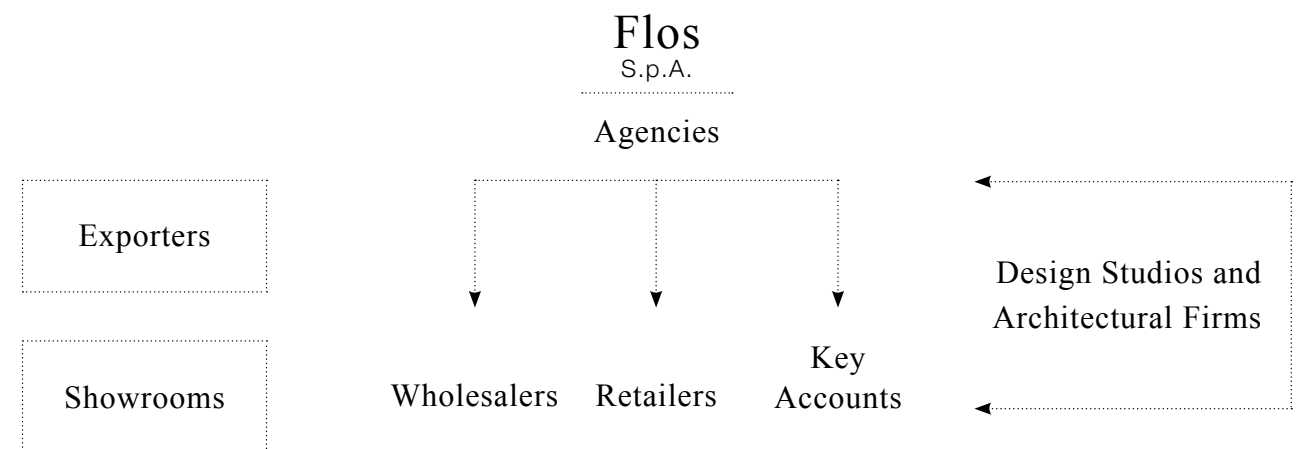 Flos
S.p.A.
Agencies
Exporters
Design Studios and
Architectural Firms
Showrooms
Wholesalers
Retailers
Key
Accounts